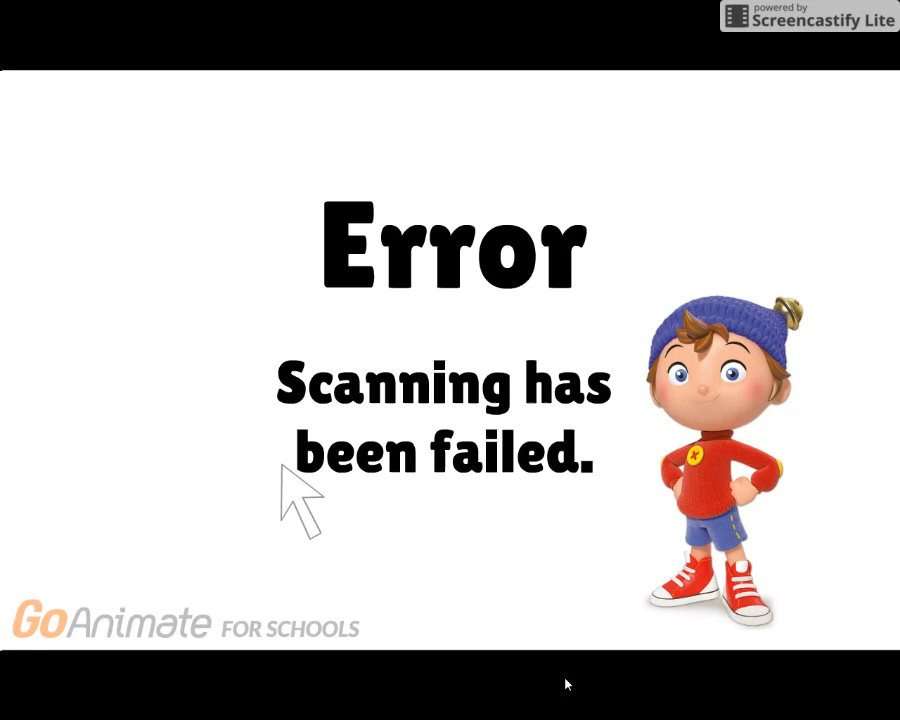 powered by
Screencastify Lite
Error
Scanning has
been failed.
GoAnimate FOR SCHOOLS